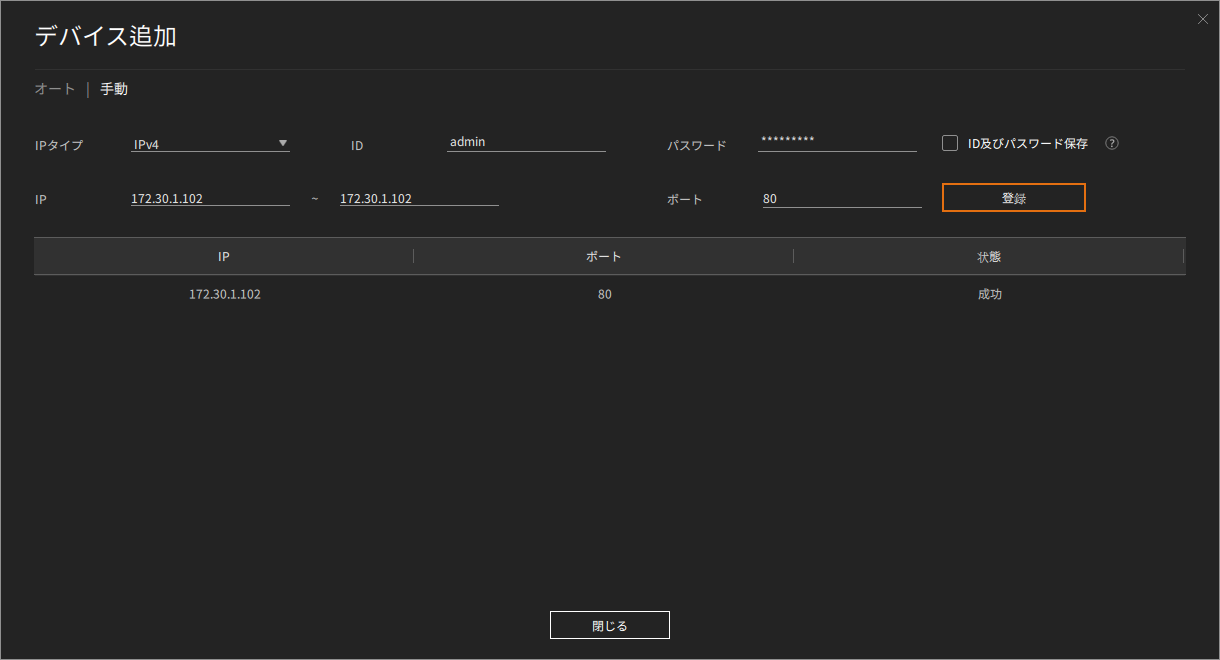 デバイス追加
オート | 手動
IPタイプ IPv4 ID admin パスワード ********* ID及びパスワード保存 ?
IP 172.30.1.102 ~ 172.30.1.102 ポート 80 登録
IP ポート 状態
172.30.1.102 80 成功
閉じる